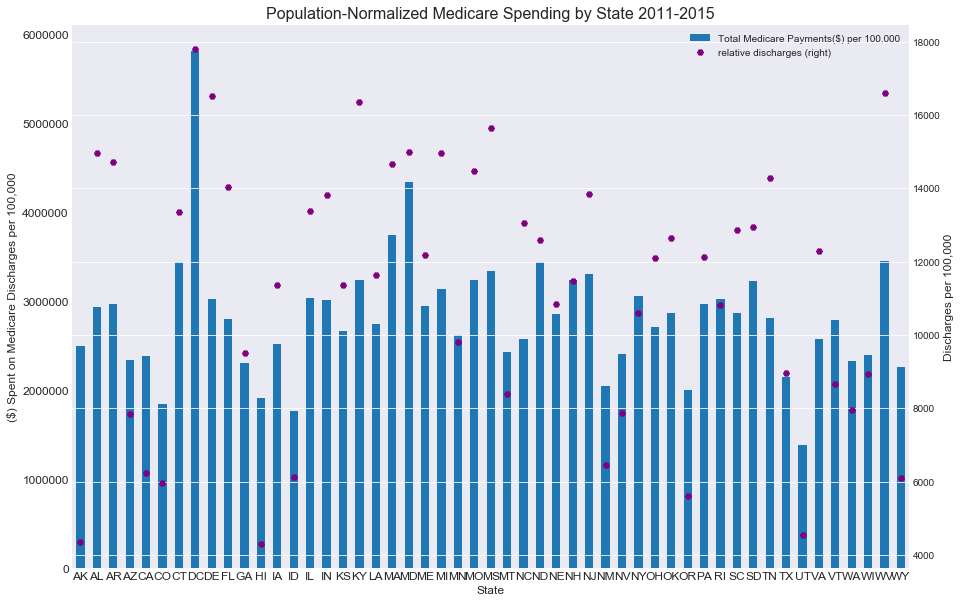 Population-Normalized Medicare Spending by State 2011-2015
Total Medicare Payments($) per 100.000
relative discharges (right)
($) Spent on Medicare Discharges per 100,000
6000000
5000000
4000000
3000000
2000000
1000000
0
18000
16000
14000
12000
10000
8000
6000
4000
Discharges per 100,000
AK AL AR AZ CA CO CT DC DE FL GA HI IA ID IL IN KS KY LA MA MD ME MI MN MO MS MT NC ND NE NH NJ NM NV NY OH OK OR PA RI SC SD TN TX UT VA VT WA WI WV WY
State